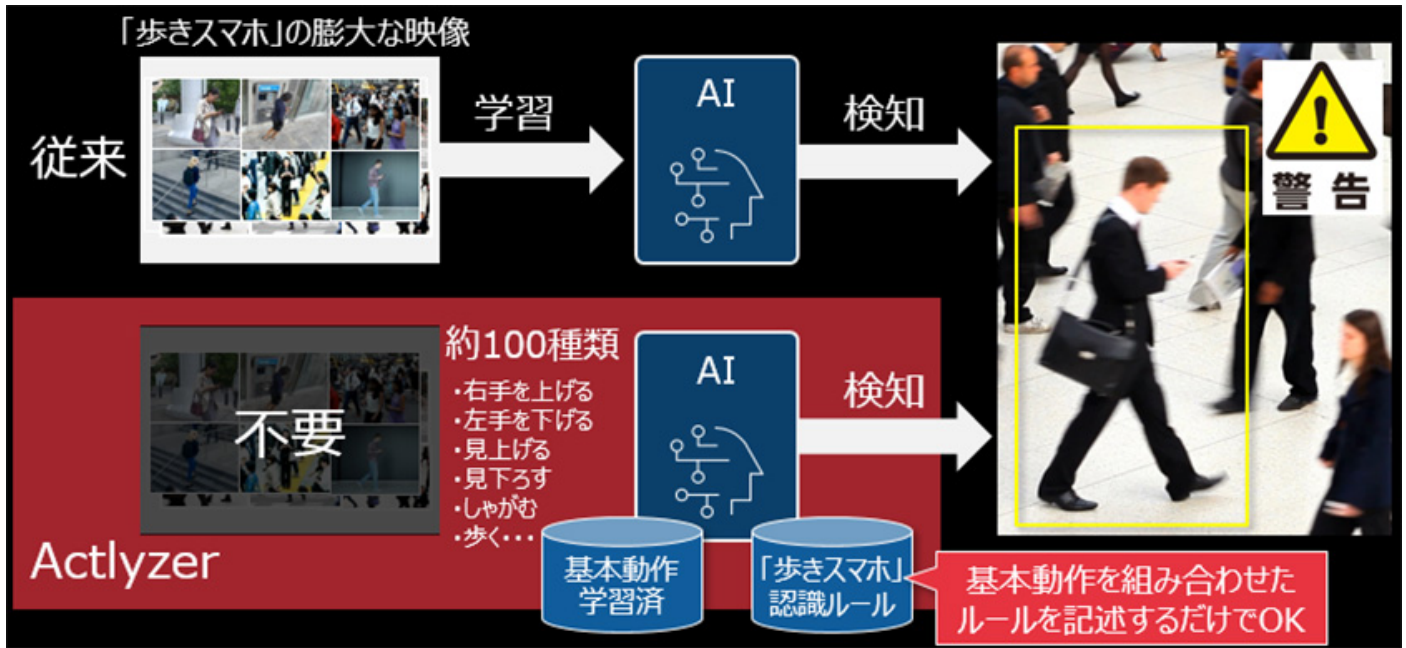 「歩きスマホ」の膨大な映像
従来
学習
AI
検知
警告
不要
約100種類
・右手を上げる
・左手を下げる
・見上げる
・見下ろす
・しゃがむ
・歩く・・・
AI
検知
Actlyzer
基本動作
学習済
「歩きスマホ」
認識ルール
基本動作を組み合わせた
ルールを記述するだけでOK